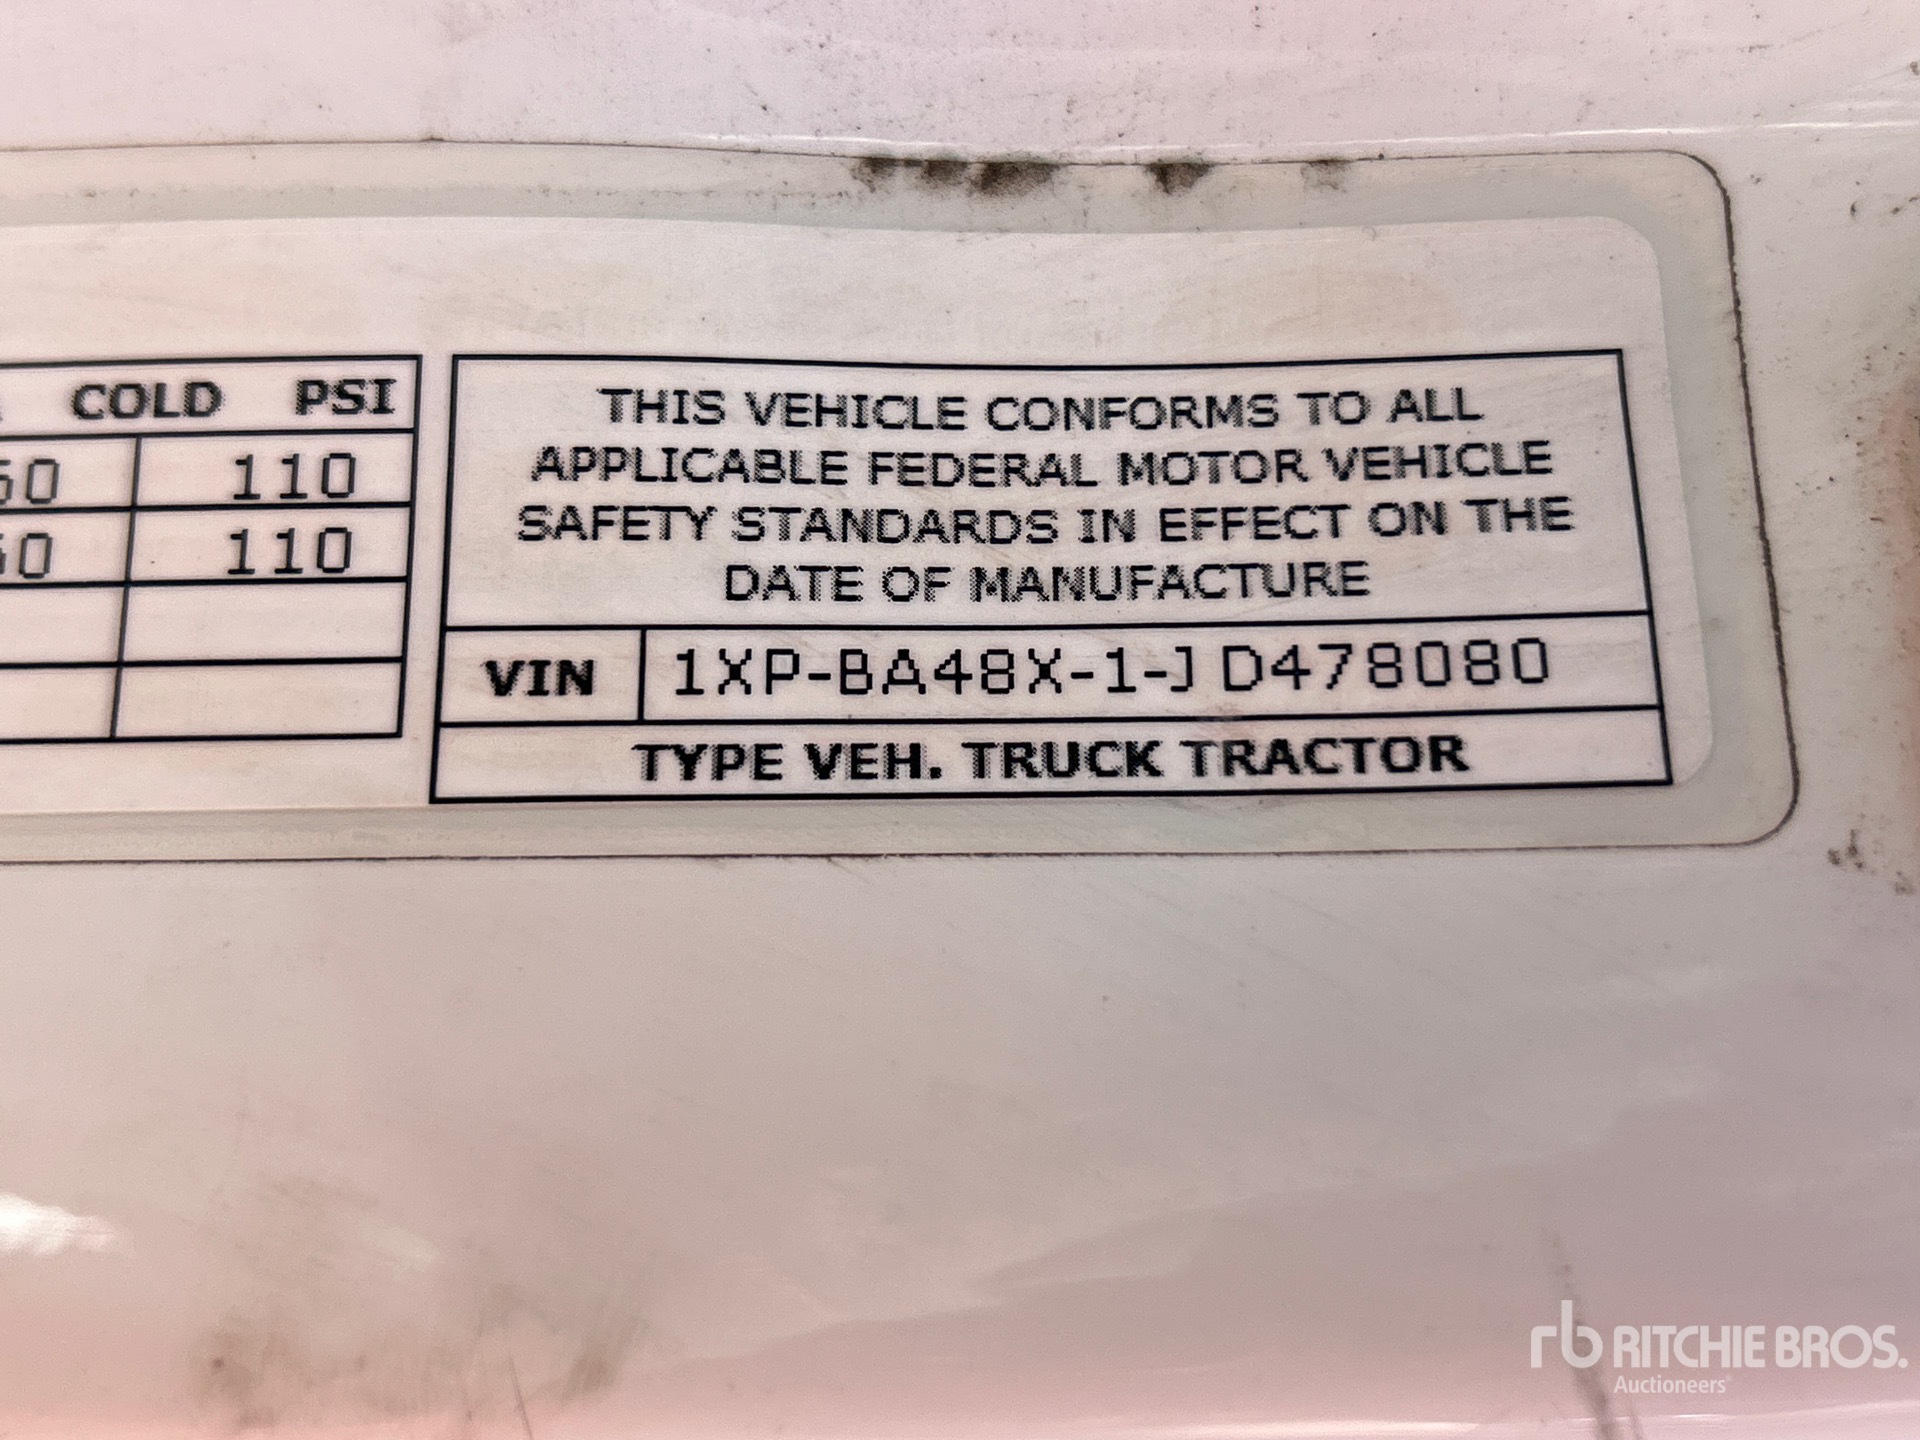 COLD PSI
110
110
THIS VEHICLE CONFORMS TO ALL
APPLICABLE FEDERAL MOTOR VEHICLE
SAFETY STANDARDS IN EFFECT ON THE
DATE OF MANUFACTURE
VIN 1XP-BA48X-1-JD478080
TYPE VEH. TRUCK TRACTOR
rb RITCHIE BROS.
Auctioneers